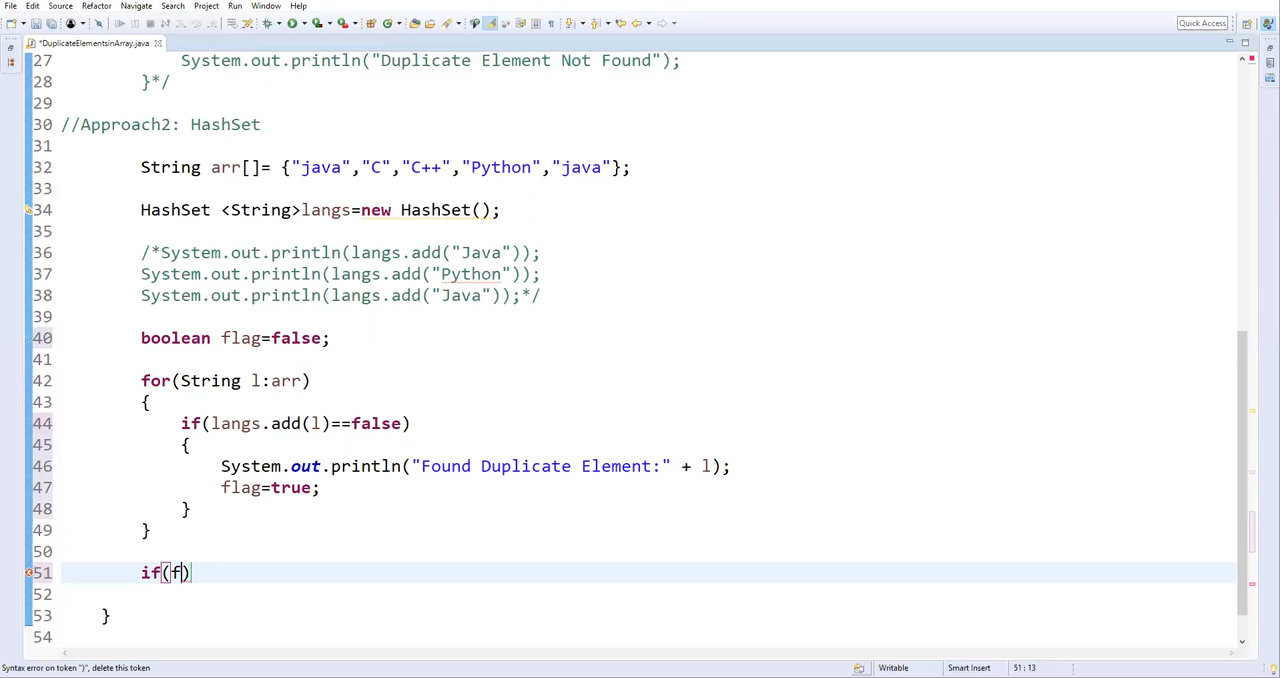 File Edit Source Refactor Navigate Search Project Run Window Help
Quick Access
*DuplicateElementsinArray.java
27 System.out.println("Duplicate Element Not Found");
28 }*/
29
30 //Approach2: HashSet
31
32 String arr[]= {"java","C","C++","Python","java"};
33
34 HashSet <String>langs=new HashSet();
35
36 /*System.out.println(langs.add("Java"));
37 System.out.println(langs.add("Python"));
38 System.out.println(langs.add("Java"));*/
39
40 boolean flag=false;
41
42 for(String l:arr)
43 {
44 if(langs.add(l)==false)
45 {
46 System.out.println("Found Duplicate Element:" + l);
47 flag=true;
48 }
49 }
50
51 if(f)
52
53 }
54
Syntax error on token ")", delete this token Writable Smart Insert 51 : 13